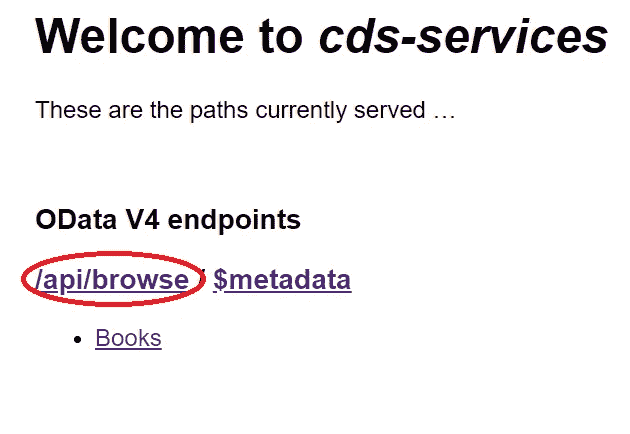 Welcome to cds-services
These are the paths currently served …
OData V4 endpoints
/api/browse / $metadata
Books